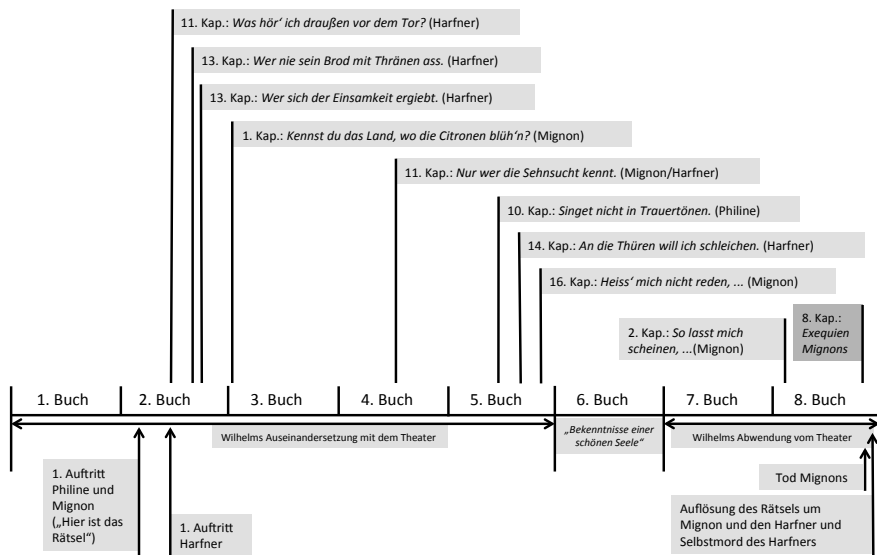 11. Kap.: Was hör‘ ich draußen vor dem Tor? (Harfner)
13. Kap.: Wer nie sein Brod mit Thränen ass. (Harfner)
13. Kap.: Wer sich der Einsamkeit ergiebt. (Harfner)
1. Kap.: Kennst du das Land, wo die Citronen blüh‘n? (Mignon)
11. Kap.: Nur wer die Sehnsucht kennt. (Mignon/Harfner)
10. Kap.: Singet nicht in Trauertönen. (Philine)
14. Kap.: An die Thüren will ich schleichen. (Harfner)
16. Kap.: Heiss‘ mich nicht reden, ... (Mignon)
2. Kap.: So lasst mich
scheinen, ...(Mignon)
8. Kap.:
Exequien
Mignons
1. Buch
2. Buch
3. Buch
4. Buch
5. Buch
6. Buch
7. Buch
8. Buch
Wilhelms Auseinandersetzung mit dem Theater
„Bekenntnisse einer
schönen Seele“
Wilhelms Abwendung vom Theater
1. Auftritt
Philine und
Mignon
(„Hier ist das
Rätsel“)
1. Auftritt
Harfner
Tod Mignons
Auflösung des Rätsels um
Mignon und den Harfner und
Selbstmord des Harfners